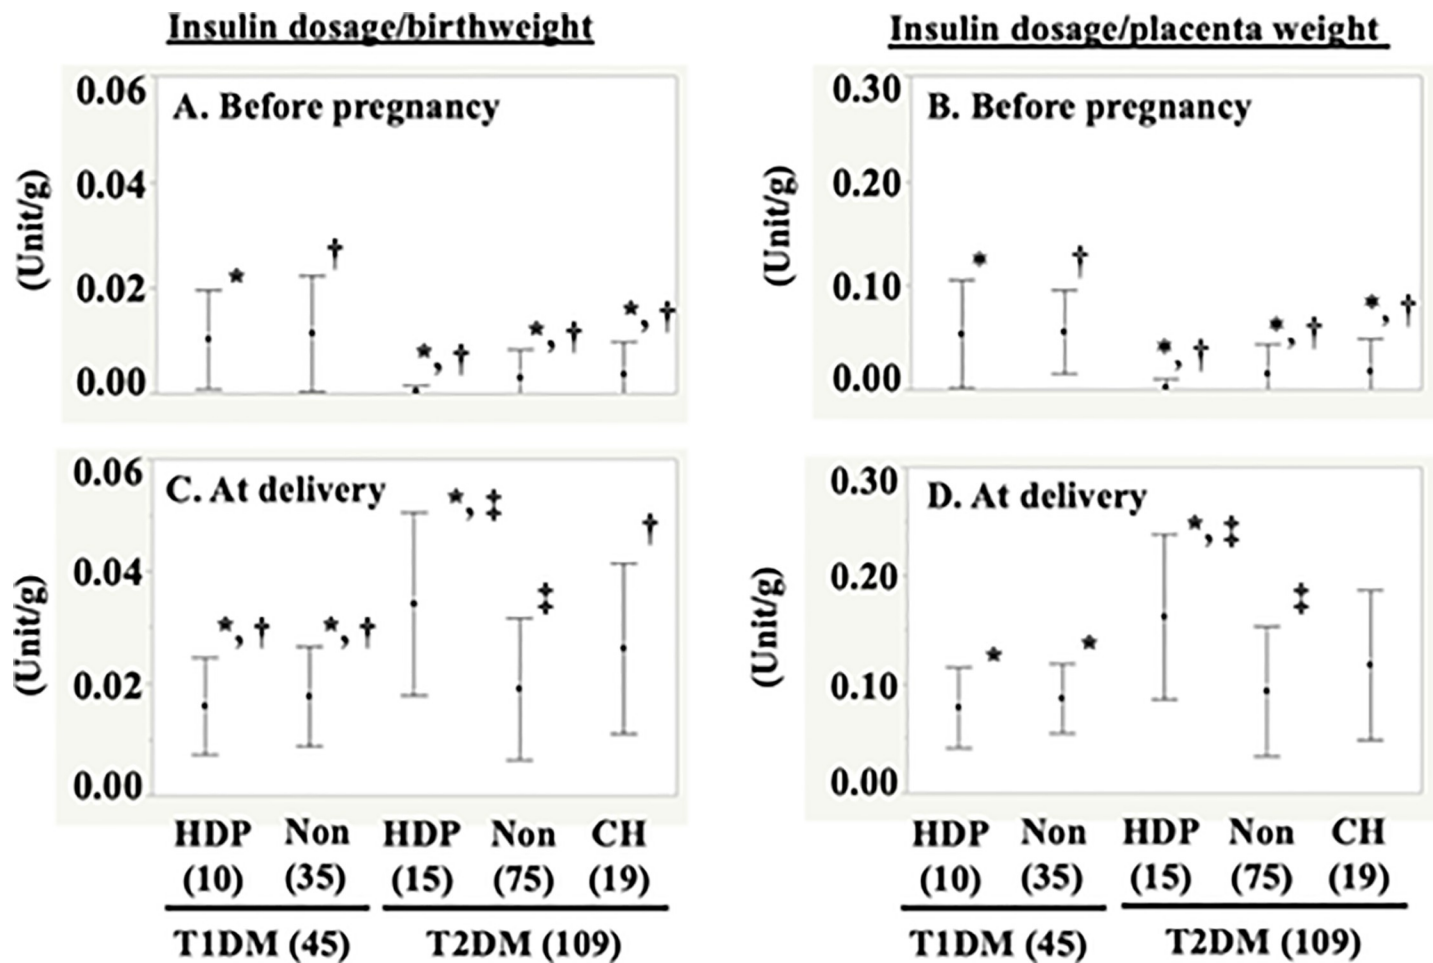 Insulin dosage/birthweight
Insulin dosage/placenta weight
A. Before pregnancy
(Unit/g)
0.06
0.04
0.02
0.00
*
†
*, †
*, †
*, †
B. Before pregnancy
(Unit/g)
0.30
0.20
0.10
0.00
*
†
*, †
*, †
*, †
C. At delivery
(Unit/g)
0.06
0.04
0.02
0.00
*, †
*, †
*, ‡
‡
†
HDP Non HDP Non CH
(10) (35) (15) (75) (19)
T1DM (45) T2DM (109)
D. At delivery
(Unit/g)
0.30
0.20
0.10
0.00
*
*
*, ‡
‡
HDP Non HDP Non CH
(10) (35) (15) (75) (19)
T1DM (45) T2DM (109)